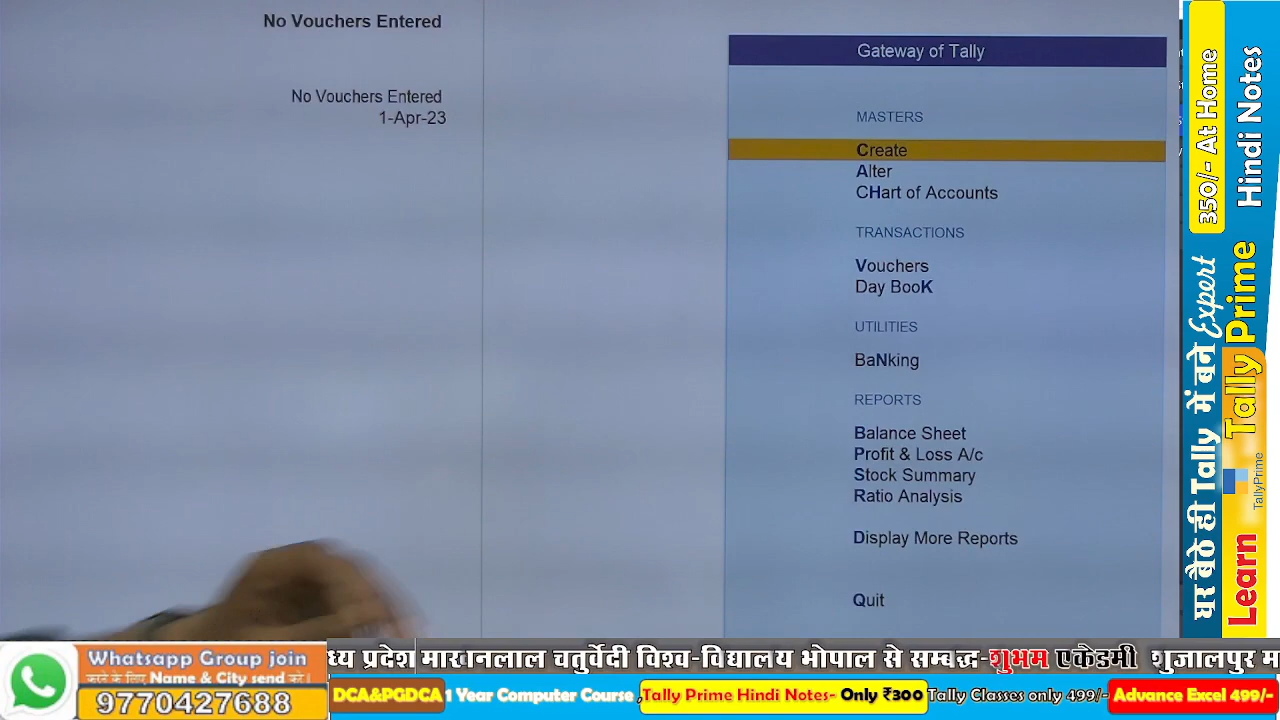 No Vouchers Entered
No Vouchers Entered
1-Apr-23
Gateway of Tally
MASTERS
Create
Alter
CHart of Accounts
TRANSACTIONS
Vouchers
Day BooK
UTILITIES
BaNking
REPORTS
Balance Sheet
Profit & Loss A/c
Stock Summary
Ratio Analysis
Display More Reports
Quit
घर बैठे ही Tally में बने Expert
350/- At Home
Learn Tally Prime
TallyPrime
Hindi Notes
Whatsapp Group join
करने के लिए Name & City send करें।
9770427688
ध्य प्रदेश माखनलाल चतुर्वेदी विश्व-विद्यालय भोपाल से सम्बद्ध-शुभम एकेडमी शुजालपुर म
DCA&PGDCA 1 Year Computer Course ,Tally Prime Hindi Notes- Only ₹300 Tally Classes only 499/- Advance Excel 499/-